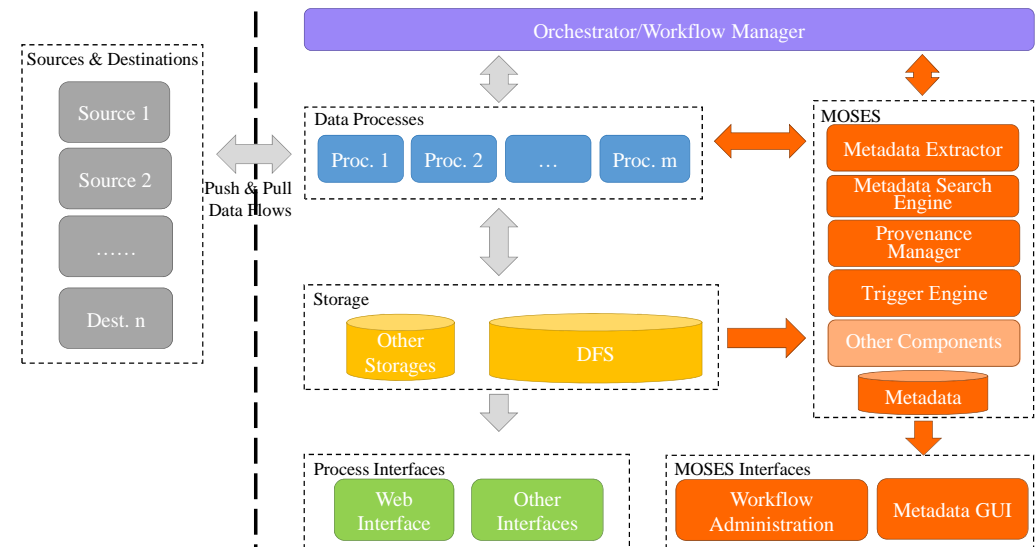 Orchestrator/Workflow Manager
Sources & Destinations
Source 1
Source 2
......
Dest. n
Push & Pull
Data Flows
Data Processes
Proc. 1
Proc. 2
...
Proc. m
Storage
Other
Storages
DFS
Process Interfaces
Web
Interface
Other
Interfaces
MOSES
Metadata Extractor
Metadata Search
Engine
Provenance
Manager
Trigger Engine
Other Components
Metadata
MOSES Interfaces
Workflow
Administration
Metadata GUI